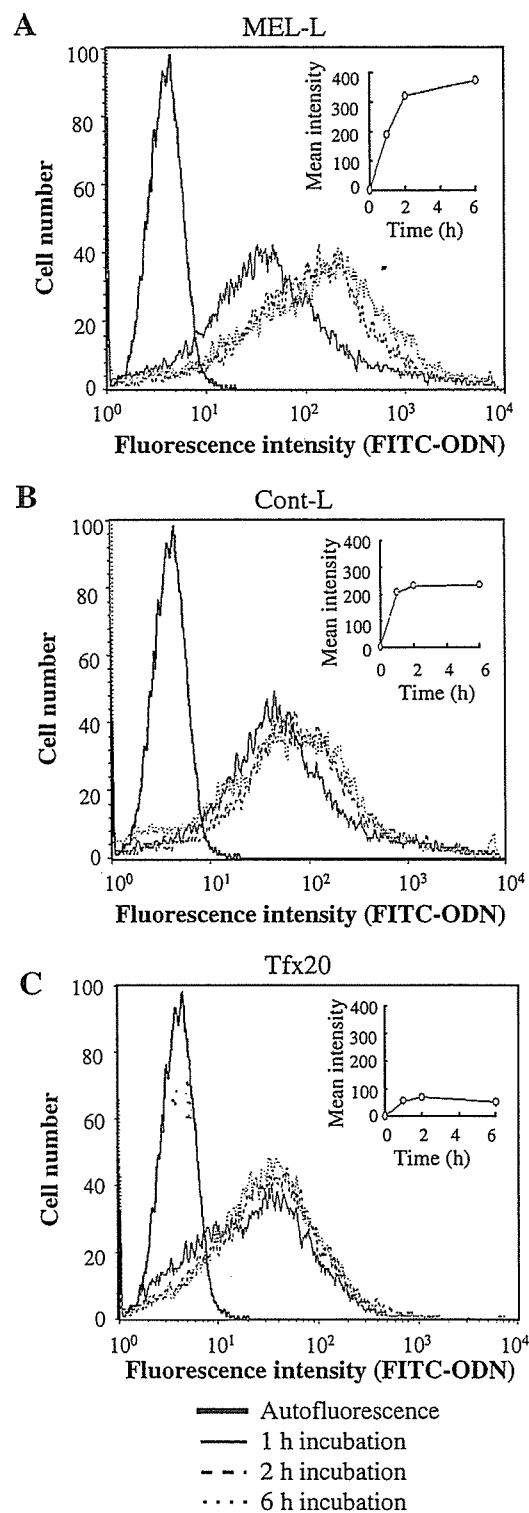 A
MEL-L
100
80
60
40
20
0
Cell number
10⁰ 10¹ 10² 10³ 10⁴
Fluorescence intensity (FITC-ODN)
400
300
200
100
0
Mean intensity
0 2 4 6
Time (h)
B
Cont-L
100
80
60
40
20
0
Cell number
10⁰ 10¹ 10² 10³ 10⁴
Fluorescence intensity (FITC-ODN)
400
300
200
100
0
Mean intensity
0 2 4 6
Time (h)
C
Tfx20
100
80
60
40
20
0
Cell number
10⁰ 10¹ 10² 10³ 10⁴
Fluorescence intensity (FITC-ODN)
400
300
200
100
0
Mean intensity
0 2 4 6
Time (h)
Autofluorescence
1 h incubation
2 h incubation
6 h incubation